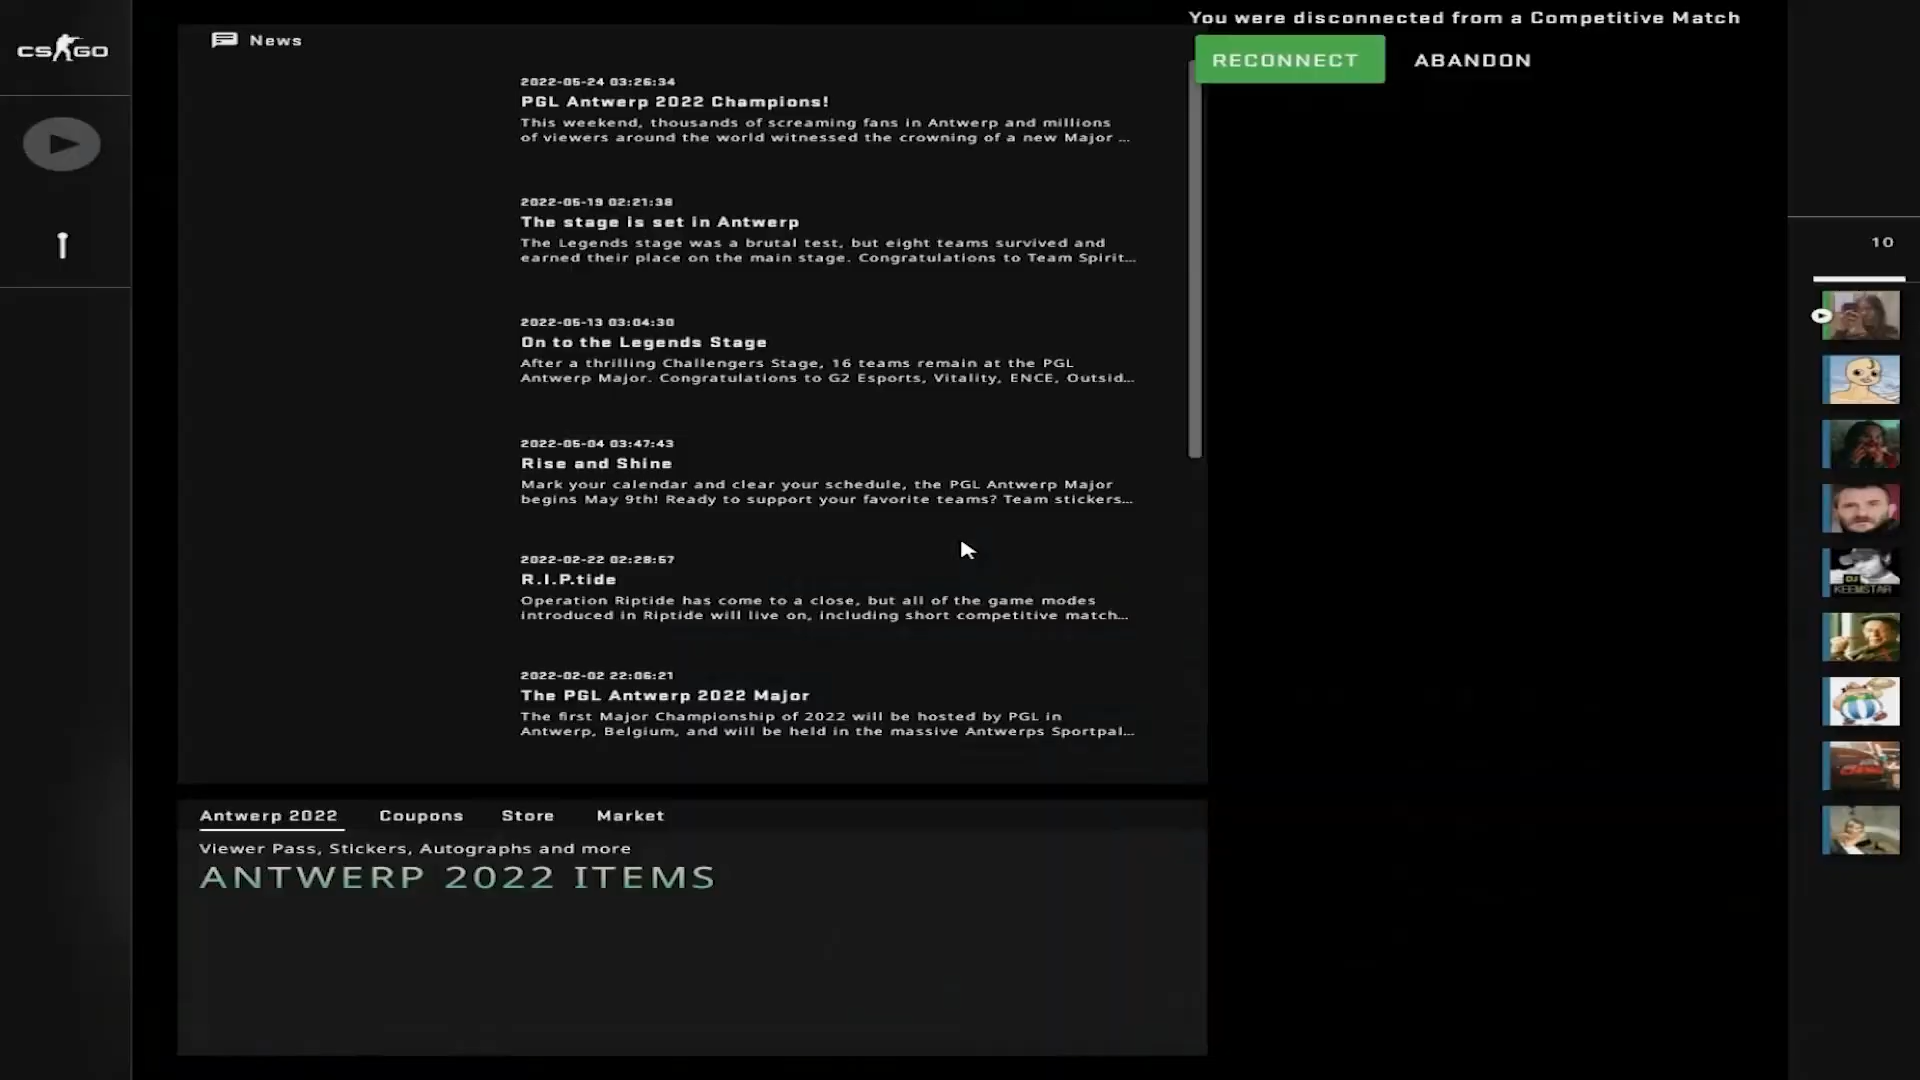 CS GO
News
You were disconnected from a Competitive Match
RECONNECT
ABANDON
2022-05-24 03:26:34
PGL Antwerp 2022 Champions!
This weekend, thousands of screaming fans in Antwerp and millions
of viewers around the world witnessed the crowning of a new Major ...
2022-05-19 02:21:38
The stage is set in Antwerp
The Legends stage was a brutal test, but eight teams survived and
earned their place on the main stage. Congratulations to Team Spirit...
2022-05-13 03:04:30
On to the Legends Stage
After a thrilling Challengers Stage, 16 teams remain at the PGL
Antwerp Major. Congratulations to G2 Esports, Vitality, ENCE, Outsid...
2022-05-04 03:47:43
Rise and Shine
Mark your calendar and clear your schedule, the PGL Antwerp Major
begins May 9th! Ready to support your favorite teams? Team stickers...
2022-02-22 02:28:57
R.I.P.tide
Operation Riptide has come to a close, but all of the game modes
introduced in Riptide will live on, including short competitive match...
2022-02-02 22:06:21
The PGL Antwerp 2022 Major
The first Major Championship of 2022 will be hosted by PGL in
Antwerp, Belgium, and will be held in the massive Antwerps Sportpal...
Antwerp 2022
Coupons
Store
Market
Viewer Pass, Stickers, Autographs and more
ANTWERP 2022 ITEMS
10
DJ
KEEMSTAR